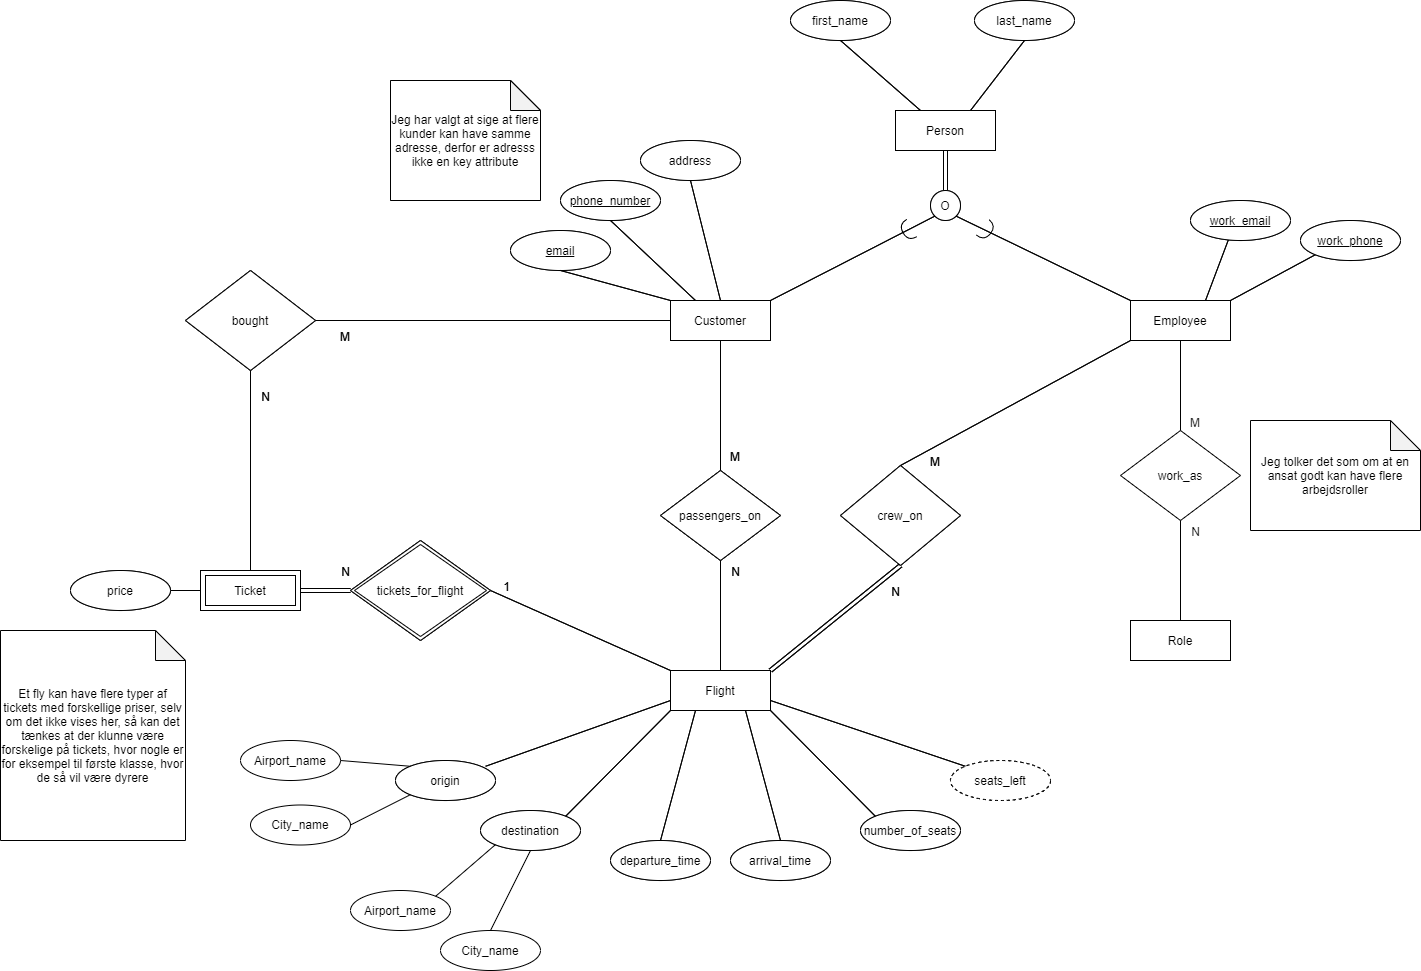 first_name
last_name
Person
Jeg har valgt at sige at flere
kunder kan have samme
adresse, derfor er adresss
ikke en key attribute
address
phone_number
email
O
work_email
work_phone
bought
M
N
Customer
Employee
M
passengers_on
N
M
crew_on
N
M
work_as
N
Jeg tolker det som om at en
ansat godt kan have flere
arbejdsroller
price
Ticket
N
tickets_for_flight
1
Role
Flight
Et fly kan have flere typer af
tickets med forskellige priser, selv
om det ikke vises her, så kan det
tænkes at der klunne være
forskelige på tickets, hvor nogle er
for eksempel til første klasse, hvor
de så vil være dyrere
Airport_name
origin
City_name
destination
Airport_name
City_name
departure_time
arrival_time
number_of_seats
seats_left